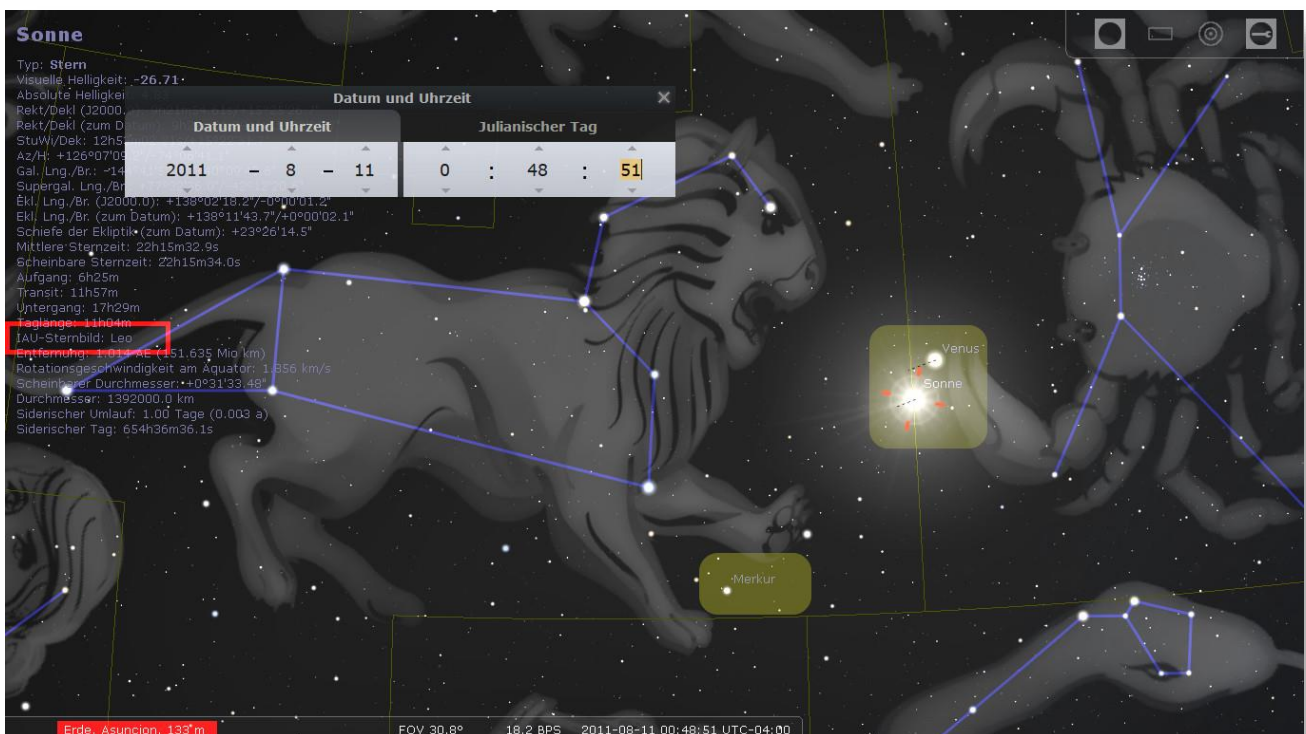 Sonne
Typ: Stern
Visuelle Helligkeit: -26.71
Absolute Helligkei
Datum und Uhrzeit
Rekt/Dekl (J2000.
Rekt/Dekl (zum D
Datum und Uhrzeit
Julianischer Tag
StuWi/Dek: 12h5
Az/H: +126°07'09
2011 - 8 - 11
0 : 48 : 51
Gal. Lng./Br.: -14
Supergal. Lng./Br
Ekl. Lng./Br. (J2000.0): +138°02'18.2"/-0°00'01.2"
Ekl. Lng./Br. (zum Datum): +138°11'43.7"/+0°00'02.1"
Schiefe der Ekliptik (zum Datum): +23°26'14.5"
Mittlere Sternzeit: 22h15m32.9s
Scheinbare Sternzeit: 22h15m34.0s
Aufgang: 6h25m
Transit: 11h57m
Untergang: 17h29m
Taglänge: 11h04m
IAU-Sternbild: Leo
Entfernung: 1.014 AE (151.635 Mio km)
Rotationsgeschwindigkeit am Äquator: 1.856 km/s
Scheinbarer Durchmesser: +0°31'33.48"
Durchmesser: 1392000.0 km
Siderischer Umlauf: 1.00 Tage (0.003 a)
Siderischer Tag: 654h36m36.1s
Venus
Sonne
Merkur
Erde, Asuncion, 133 m
FOV 30.8°
18.2 BPS
2011-08-11 00:48:51 UTC-04:00